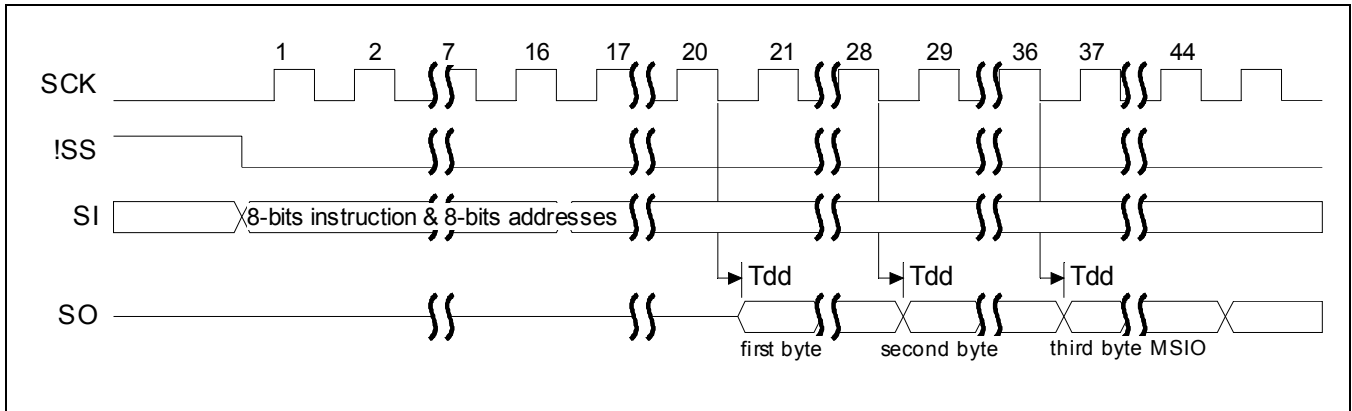 1 2 7 16 17 20 21 28 29 36 37 44
SCK
!SS
SI 8-bits instruction & 8-bits addresses
Tdd Tdd Tdd
SO
first byte second byte third byte MSIO